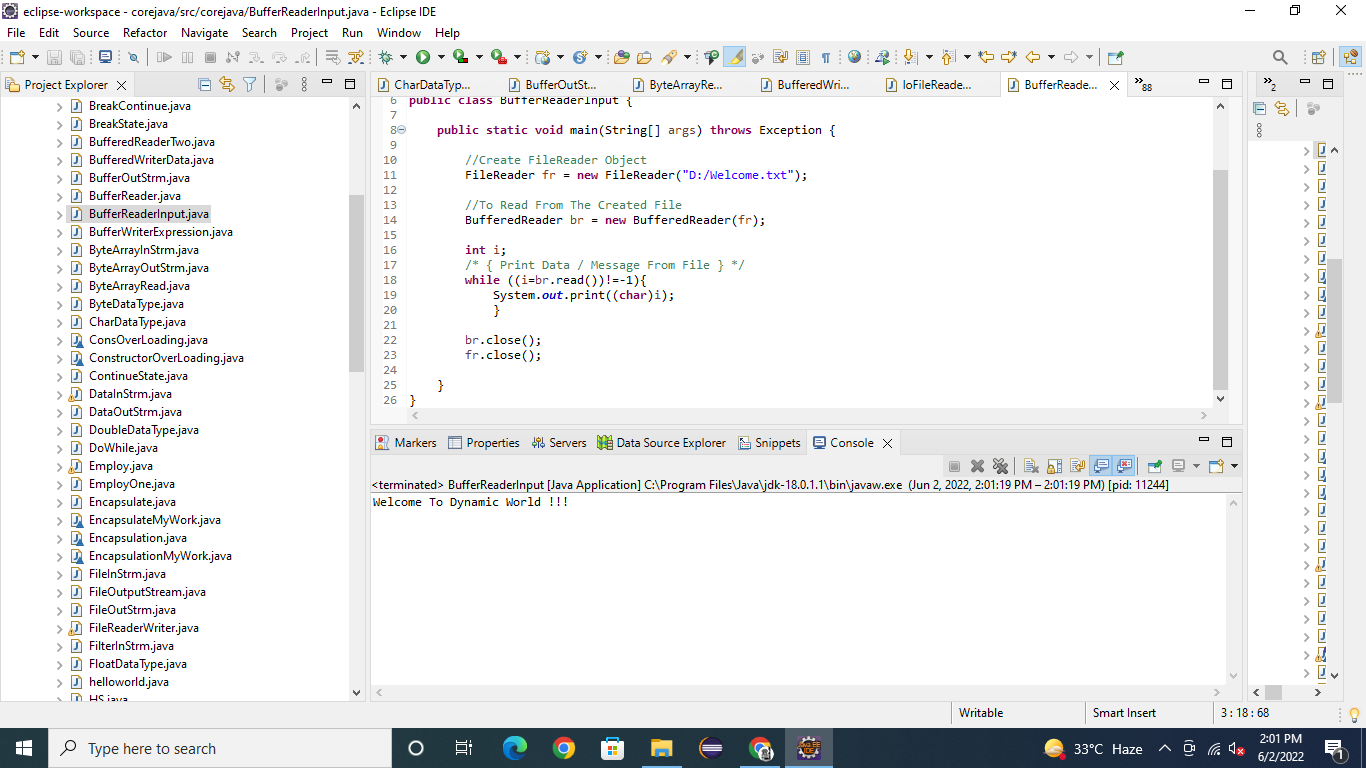 eclipse-workspace - corejava/src/corejava/BufferReaderInput.java - Eclipse IDE
File Edit Source Refactor Navigate Search Project Run Window Help
Project Explorer
BreakContinue.java
BreakState.java
BufferedReaderTwo.java
BufferedWriterData.java
BufferOutStrm.java
BufferReader.java
BufferReaderInput.java
BufferWriterExpression.java
ByteArrayInStrm.java
ByteArrayOutStrm.java
ByteArrayRead.java
ByteDataType.java
CharDataType.java
ConsOverLoading.java
ConstructorOverLoading.java
ContinueState.java
DataInStrm.java
DataOutStrm.java
DoubleDataType.java
DoWhile.java
Employ.java
EmployOne.java
Encapsulate.java
EncapsulateMyWork.java
Encapsulation.java
EncapsulationMyWork.java
FileInStrm.java
FileOutputStream.java
FileOutStrm.java
FileReaderWriter.java
FilterInStrm.java
FloatDataType.java
helloworld.java
HS.java
CharDataTyp... BufferOutSt... ByteArrayRe... BufferedWri... IoFileReade... BufferReade... »88
6 public class BufferReaderInput {
7
8 public static void main(String[] args) throws Exception {
9
10 //Create FileReader Object
11 FileReader fr = new FileReader("D:/Welcome.txt");
12
13 //To Read From The Created File
14 BufferedReader br = new BufferedReader(fr);
15
16 int i;
17 /* { Print Data / Message From File } */
18 while ((i=br.read())!=-1){
19 System.out.print((char)i);
20 }
21
22 br.close();
23 fr.close();
24
25 }
26 }
»2
Markers Properties Servers Data Source Explorer Snippets Console
<terminated> BufferReaderInput [Java Application] C:\Program Files\Java\jdk-18.0.1.1\bin\javaw.exe (Jun 2, 2022, 2:01:19 PM – 2:01:19 PM) [pid: 11244]
Welcome To Dynamic World !!!
Writable Smart Insert 3 : 18 : 68
Type here to search
33°C Haze
2:01 PM
6/2/2022
1